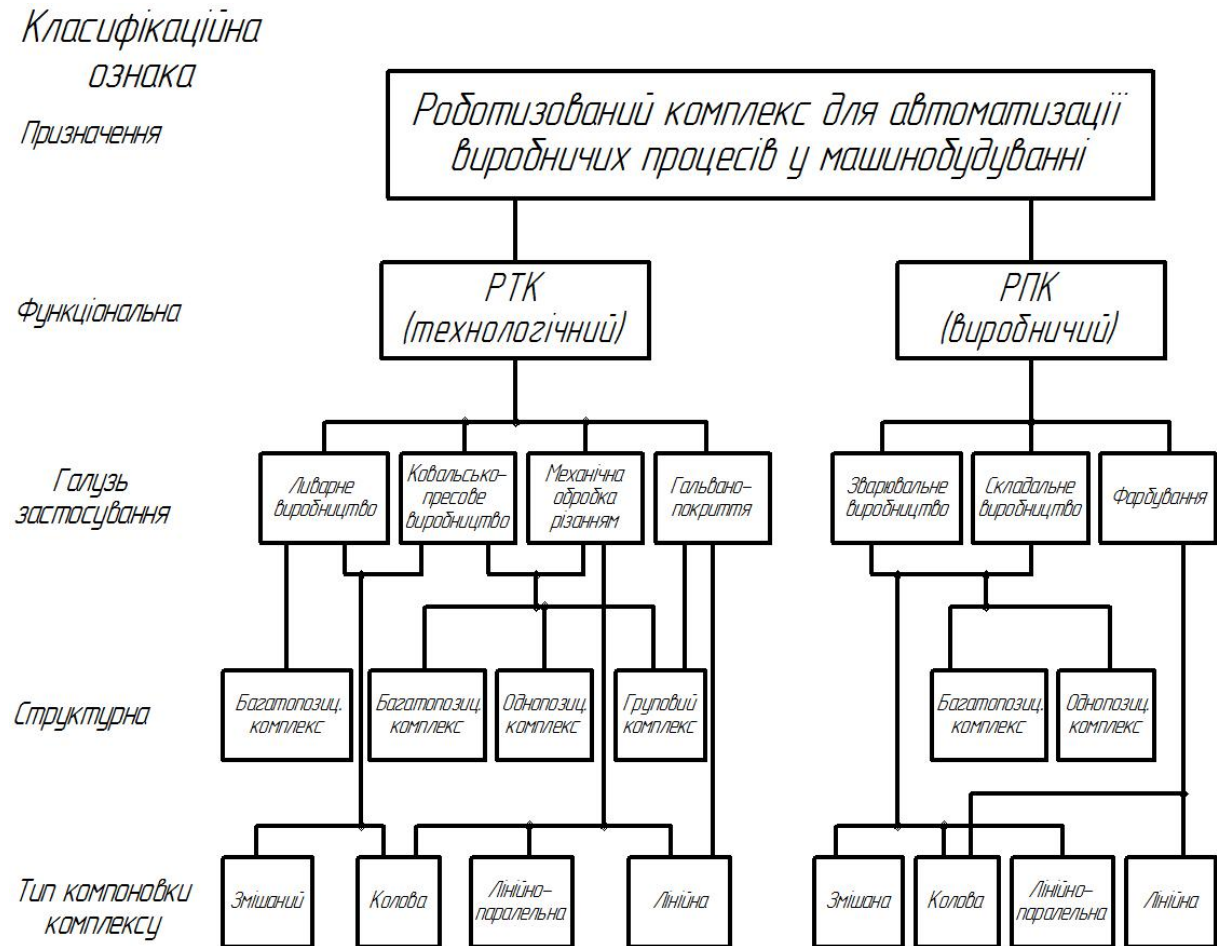 Класифікаційна
ознака
Призначення
Роботизований комплекс для автоматизації
виробничих процесів у машинобудуванні
Функціональна
РТК
(технологічний)
РПК
(виробничий)
Галузь
застосування
Ливарне
виробництво
Ковальсько-
пресове
виробництво
Механічна
обробка
різанням
Гальвано-
покриття
Зварювальне
виробництво
Складальне
виробництво
Фарбування
Структурна
Багатопозиц.
комплекс
Багатопозиц.
комплекс
Однопозиц.
комплекс
Груповий
комплекс
Багатопозиц.
комплекс
Однопозиц.
комплекс
Тип компоновки
комплексу
Змішаний
Колова
Лінійно-
паралельна
Лінійна
Змішана
Колова
Лінійно-
паралельна
Лінійна